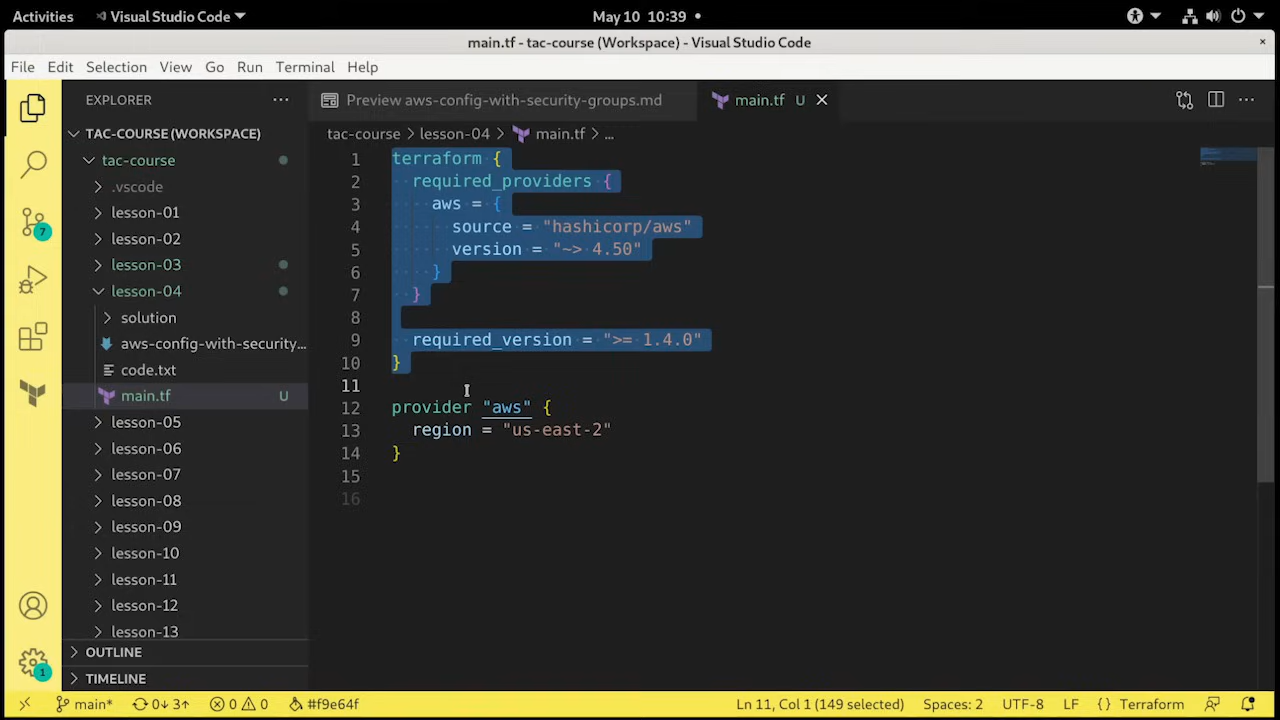 Activities
Visual Studio Code
May 10 10:39
main.tf - tac-course (Workspace) - Visual Studio Code
File Edit Selection View Go Run Terminal Help
EXPLORER
Preview aws-config-with-security-groups.md
main.tf U
TAC-COURSE (WORKSPACE)
tac-course > lesson-04 > main.tf > ...
tac-course
.vscode
lesson-01
lesson-02
lesson-03
lesson-04
solution
aws-config-with-security...
code.txt
main.tf U
lesson-05
lesson-06
lesson-07
lesson-08
lesson-09
lesson-10
lesson-11
lesson-12
lesson-13
OUTLINE
TIMELINE
7
1
1 terraform {
2 required_providers {
3 aws = {
4 source = "hashicorp/aws"
5 version = "~> 4.50"
6 }
7 }
8
9 required_version = ">= 1.4.0"
10 }
11
12 provider "aws" {
13 region = "us-east-2"
14 }
15
16
main* 0↓ 3↑ 0 0 #f9e64f Ln 11, Col 1 (149 selected) Spaces: 2 UTF-8 LF {} Terraform